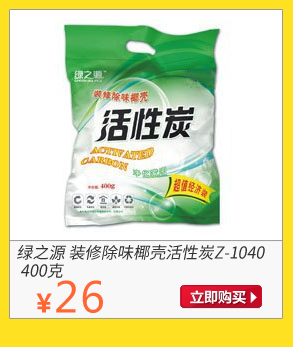 绿之源
装修除味椰壳
活性炭
ACTIVATED
CARBON
400g
超值经济装
绿之源 装修除味椰壳活性炭Z-1040
400克
¥26
立即购买